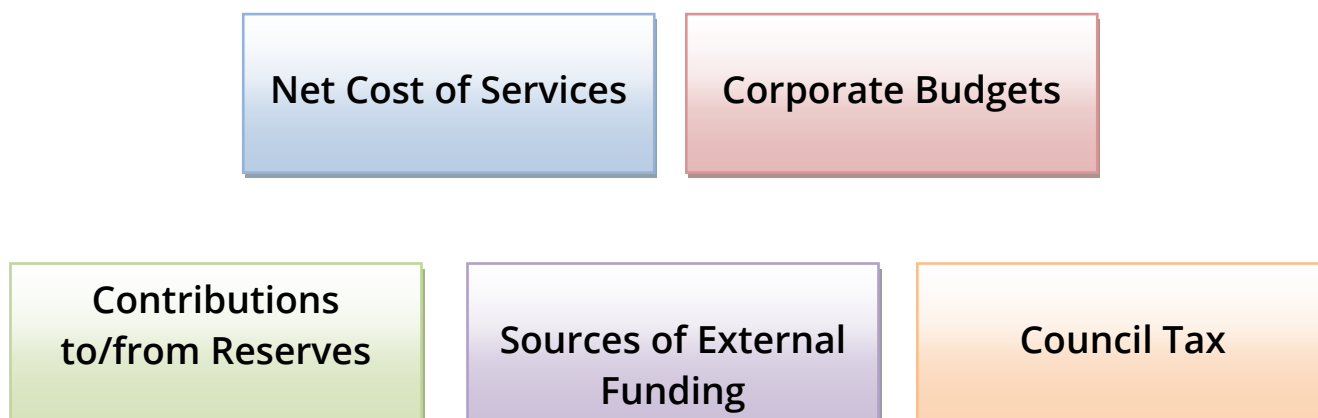 Net Cost of Services
Corporate Budgets
Contributions
to/from Reserves
Sources of External
Funding
Council Tax